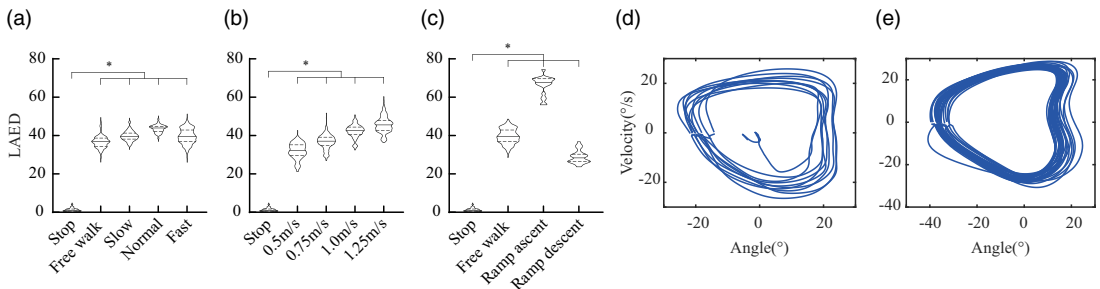 (a)
LAED
80
60
40
20
0
*
Stop
Free walk
Slow
Normal
Fast
(b)
80
60
40
20
0
*
Stop
0.5m/s
0.75m/s
1.0m/s
1.25m/s
(c)
80
60
40
20
0
*
Stop
Free walk
Ramp ascent
Ramp descent
(d)
Velocity(°/s)
20
0
-20
-20
0
20
Angle(°)
(e)
40
20
0
-20
-40
-40
-20
0
20
Angle(°)